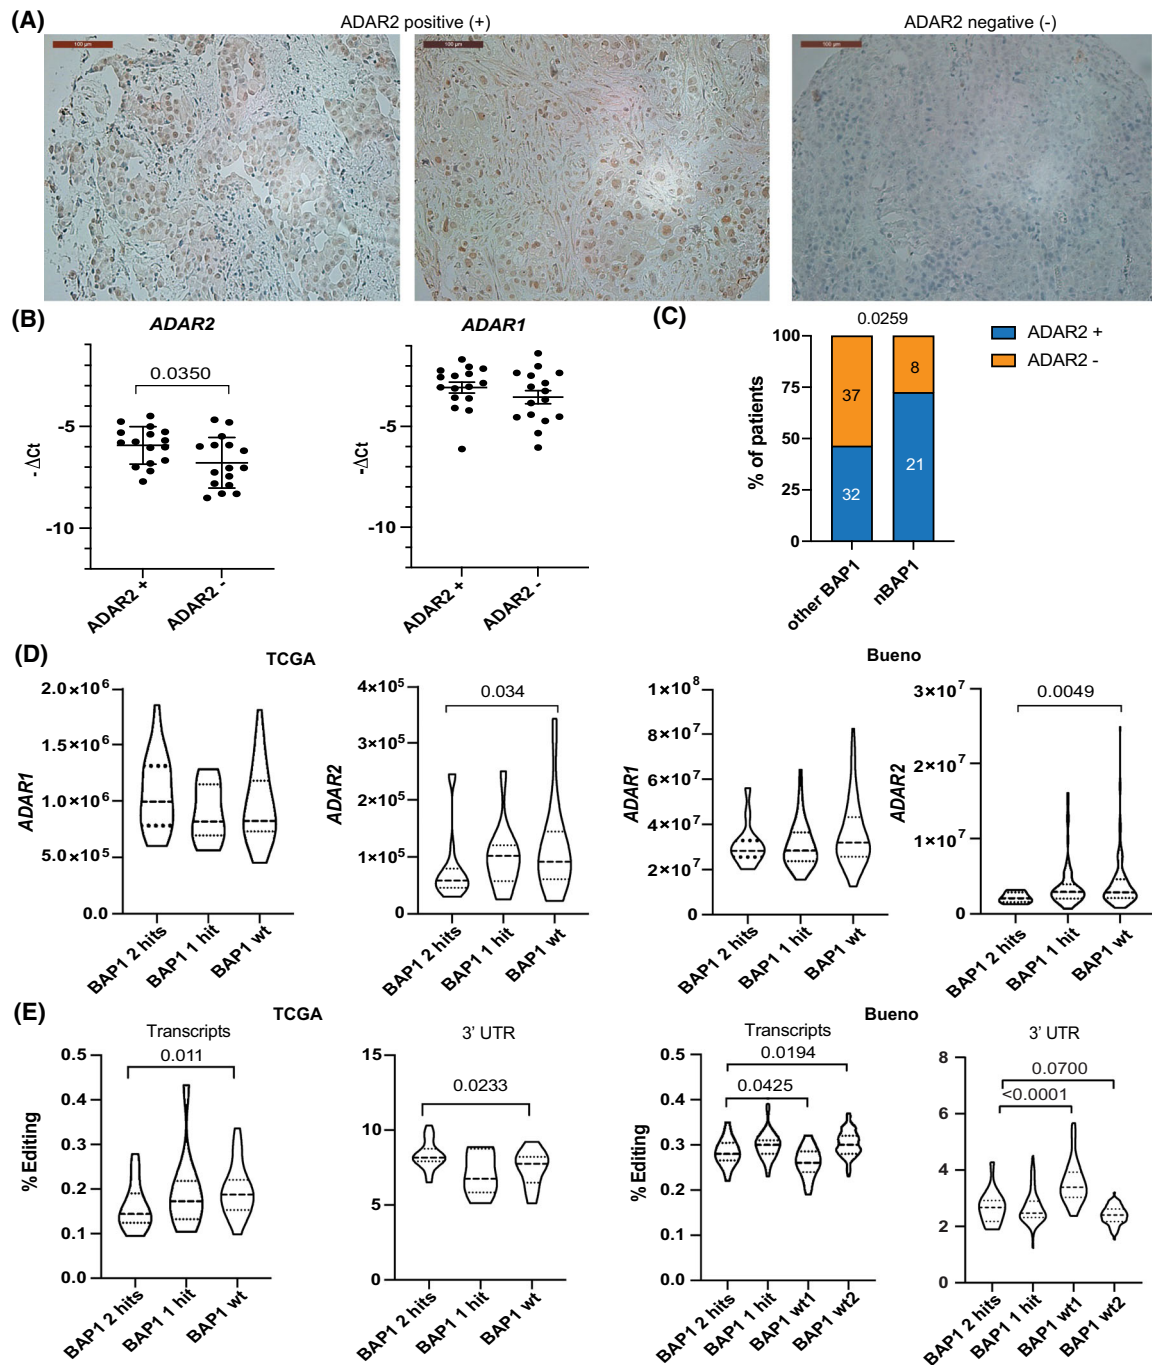 (A)
ADAR2 positive (+)
ADAR2 negative (-)
100 µm
100 µm
100 µm
(B)
ADAR2
ADAR1
0.0350
-5
-10
- ΔCt
ADAR2 +
ADAR2 -
-5
-10
-ΔCt
ADAR2 +
ADAR2 -
(C)
0.0259
100
75
50
25
0
% of patients
37
32
8
21
other BAP1
nBAP1
ADAR2 +
ADAR2 -
(D)
TCGA
Bueno
2.0×10⁶
1.5×10⁶
1.0×10⁶
5.0×10⁵
0.0
ADAR1
BAP1 2 hits
BAP1 1 hit
BAP1 wt
4×10⁵
3×10⁵
2×10⁵
1×10⁵
0
ADAR2
0.034
BAP1 2 hits
BAP1 1 hit
BAP1 wt
1×10⁸
8×10⁷
6×10⁷
4×10⁷
2×10⁷
0
ADAR1
BAP1 2 hits
BAP1 1 hit
BAP1 wt
3×10⁷
2×10⁷
1×10⁷
0
ADAR2
0.0049
BAP1 2 hits
BAP1 1 hit
BAP1 wt
(E)
TCGA
Bueno
Transcripts
0.011
0.5
0.4
0.3
0.2
0.1
0.0
% Editing
BAP1 2 hits
BAP1 1 hit
BAP1 wt
3' UTR
0.0233
15
10
5
0
BAP1 2 hits
BAP1 1 hit
BAP1 wt
Transcripts
0.0194
0.0425
0.5
0.4
0.3
0.2
0.1
0.0
% Editing
BAP1 2 hits
BAP1 1 hit
BAP1 wt1
BAP1 wt2
3' UTR
0.0700
<0.0001
8
6
4
2
0
BAP1 2 hits
BAP1 1 hit
BAP1 wt1
BAP1 wt2